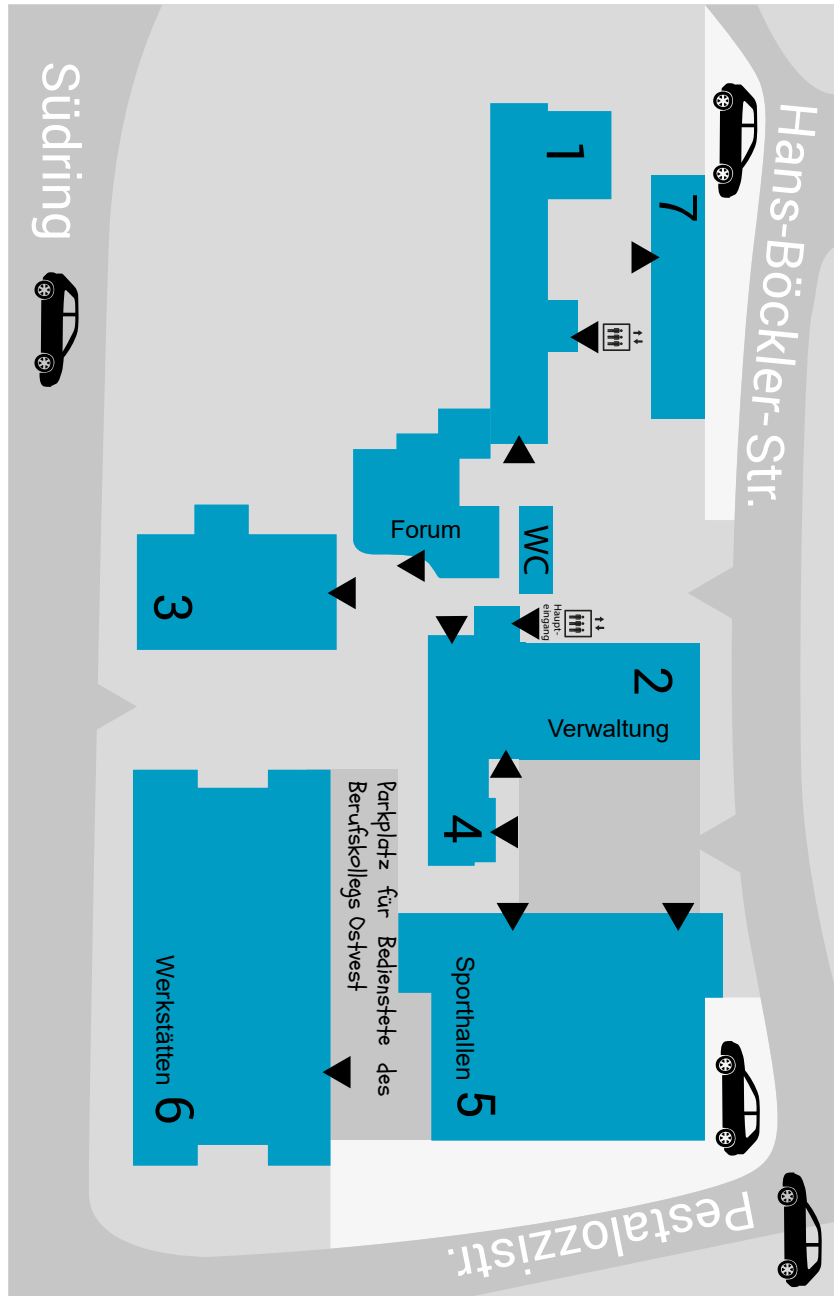 Südring
Hans-Böckler-Str.
1
7
Forum
WC
3
Haupt-
eingang
2
Verwaltung
4
Parkplatz für Bedienstete des
Berufskollegs Ostvest
Sporthallen 5
Werkstätten 6
Pestalozzistr.